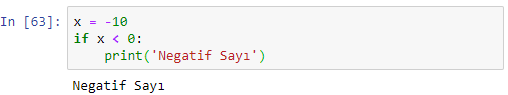 In [63]: x = -10
if x < 0:
    print('Negatif Sayı')
Negatif Sayı